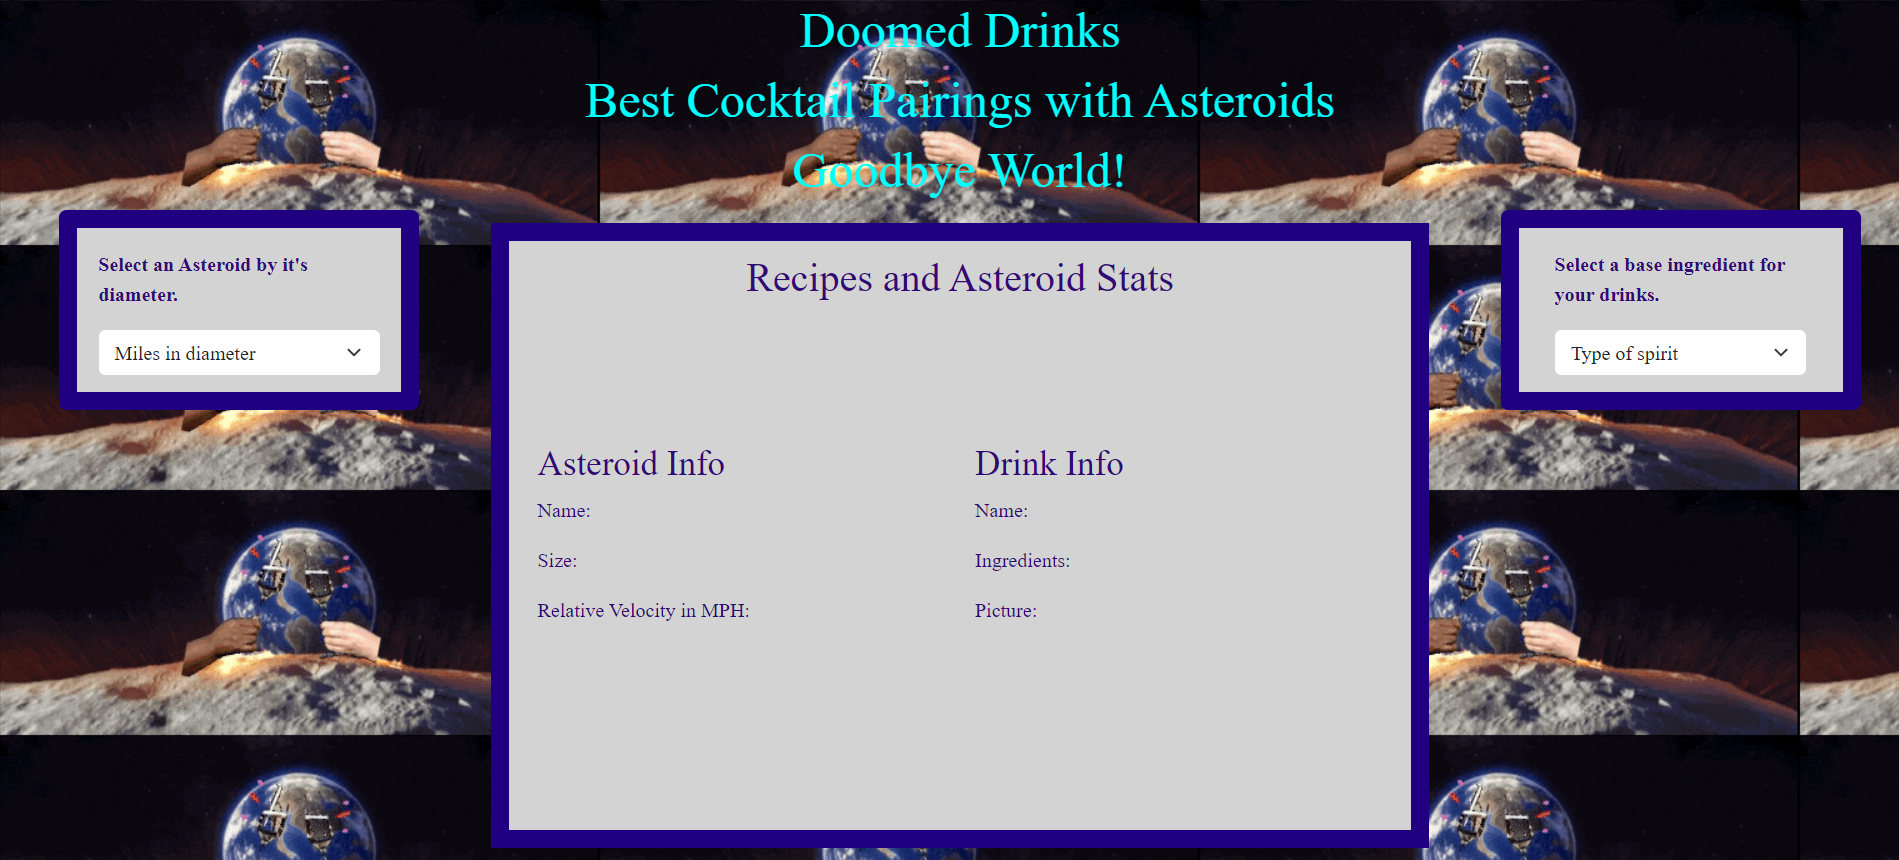 Doomed Drinks
Best Cocktail Pairings with Asteroids
Goodbye World!
Select an Asteroid by it's
diameter.
Miles in diameter
Recipes and Asteroid Stats
Asteroid Info
Name:
Size:
Relative Velocity in MPH:
Drink Info
Name:
Ingredients:
Picture:
Select a base ingredient for
your drinks.
Type of spirit